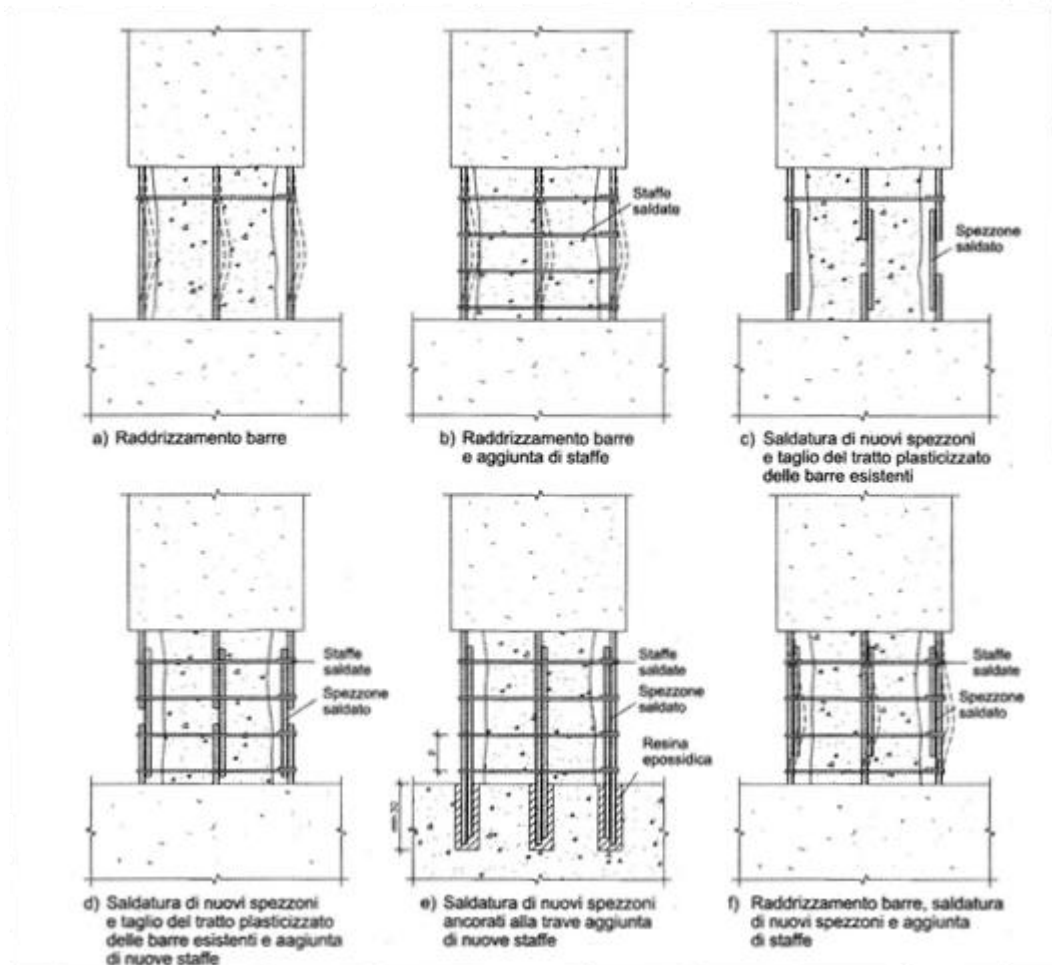 Staffe
saldate
Spezzone
saldato
a) Raddrizzamento barre
b) Raddrizzamento barre
e aggiunta di staffe
c) Saldatura di nuovi spezzoni
e taglio del tratto plasticizzato
delle barre esistenti
Staffe
saldate
Spezzone
saldato
Staffe
saldate
Spezzone
saldato
Resina
epossidica
Staffe
saldate
Spezzone
saldato
d) Saldatura di nuovi spezzoni
e taglio del tratto plasticizzato
delle barre esistenti e aagiunta
di nuove staffe
e) Saldatura di nuovi spezzoni
ancorati alla trave aggiunta
di nuove staffe
f) Raddrizzamento barre, saldatura
di nuovi spezzoni e aggiunta
di staffe